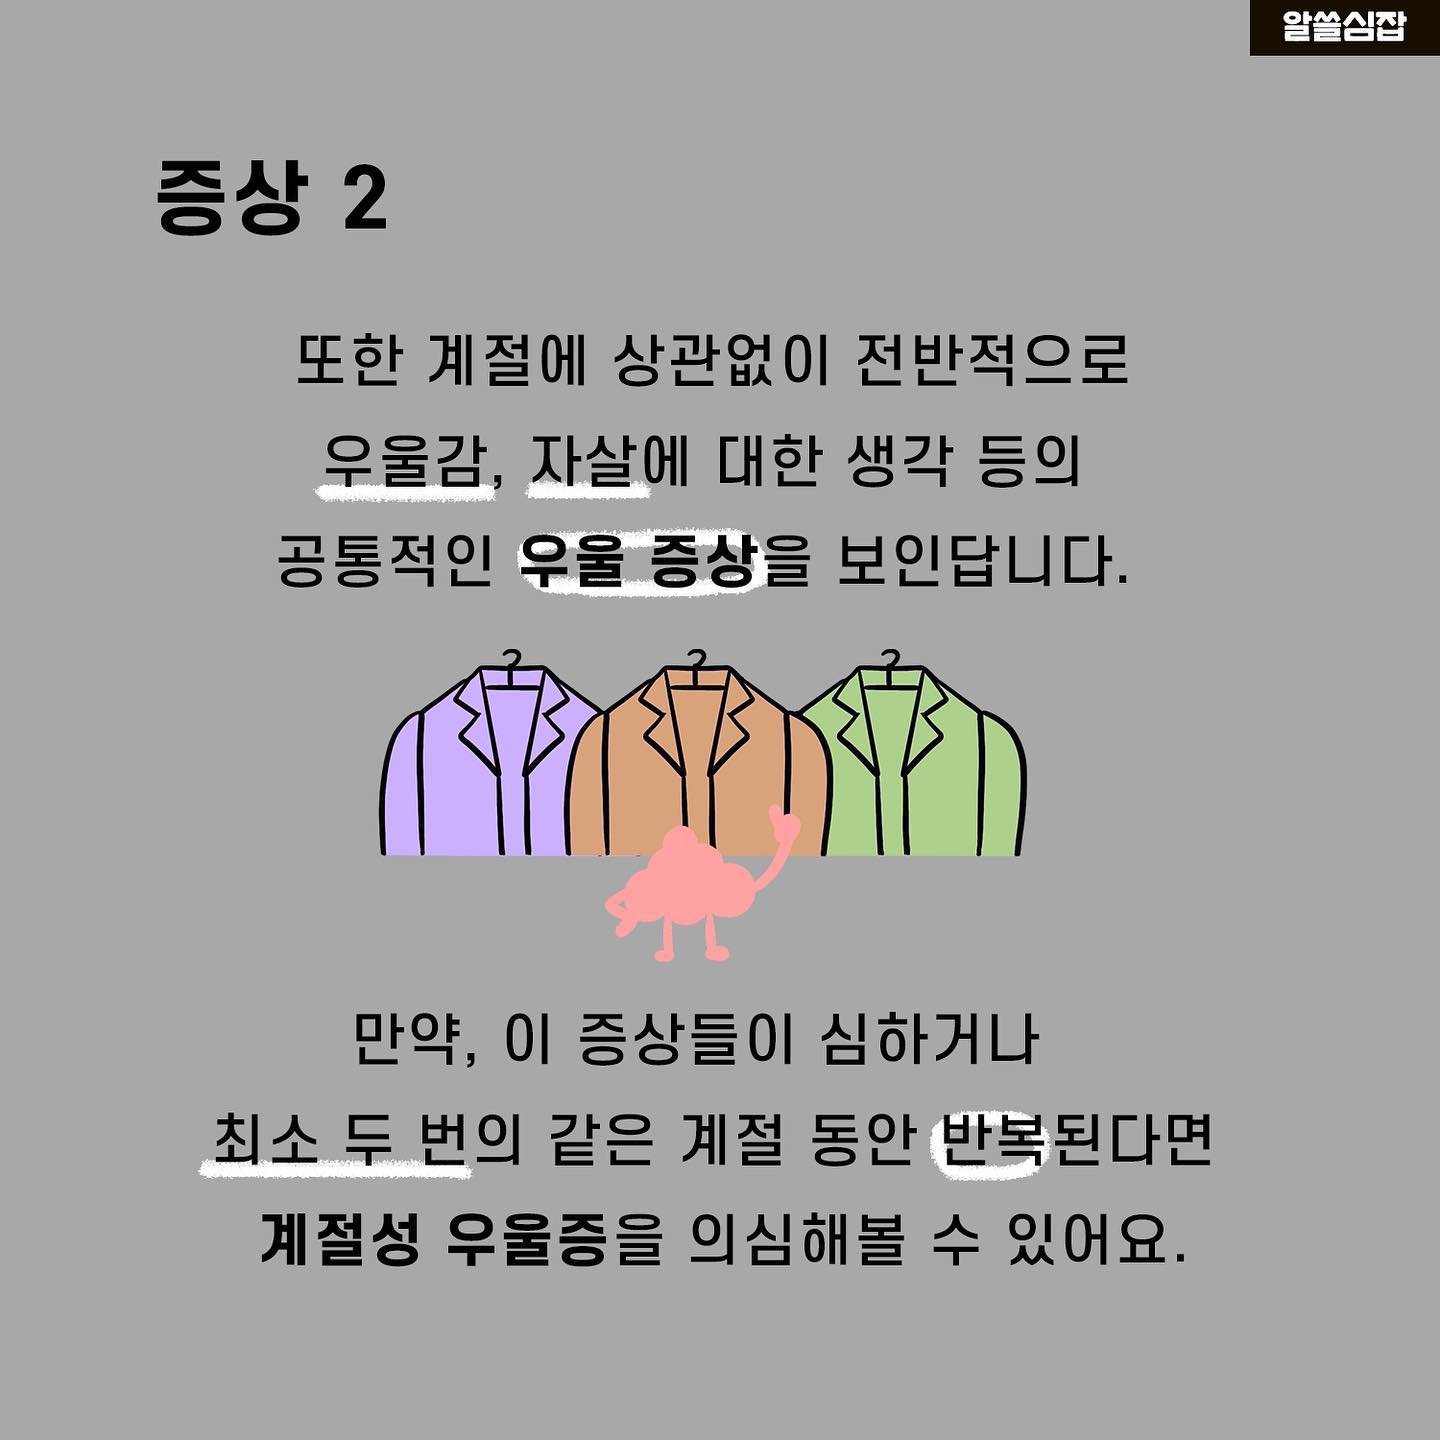 알쓸심잡
증상 2
또한 계절에 상관없이 전반적으로
우울감, 자살에 대한 생각 등의
공통적인 우울 증상을 보인답니다.
만약, 이 증상들이 심하거나
최소 두 번의 같은 계절 동안 반복된다면
계절성 우울증을 의심해볼 수 있어요.